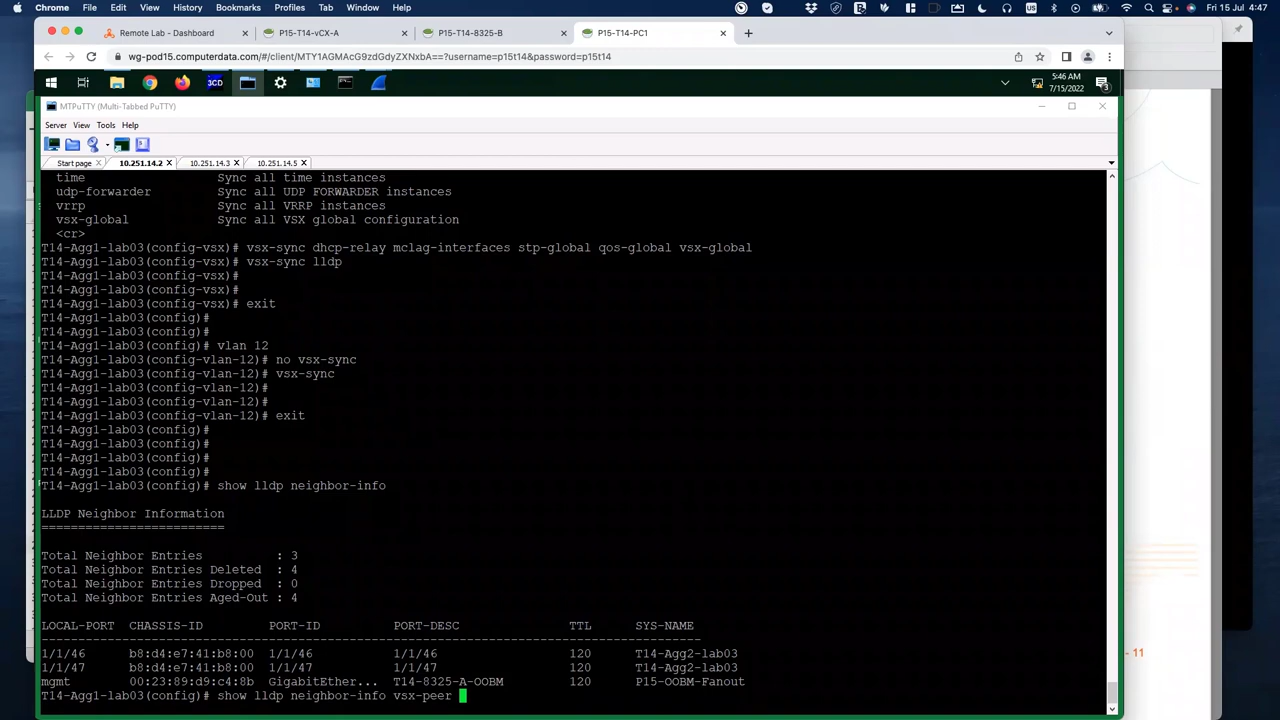 Chrome File Edit View History Bookmarks Profiles Tab Window Help
Fri 15 Jul 4:47
Remote Lab - Dashboard P15-T14-vCX-A P15-T14-8325-B P15-T14-PC1
wg-pod15.computerdata.com/#/client/MTY1AGMAcG9zdGdyZXNxbA==?username=p15t14&password=p15t14
3CD
5:46 AM
7/15/2022
3
MTPuTTY (Multi-Tabbed PuTTY)
Server View Tools Help
Start page 10.251.14.2 10.251.14.3 10.251.14.5
time Sync all time instances
udp-forwarder Sync all UDP FORWARDER instances
vrrp Sync all VRRP instances
vsx-global Sync all VSX global configuration
<cr>
T14-Agg1-lab03(config-vsx)# vsx-sync dhcp-relay mclag-interfaces stp-global qos-global vsx-global
T14-Agg1-lab03(config-vsx)# vsx-sync lldp
T14-Agg1-lab03(config-vsx)#
T14-Agg1-lab03(config-vsx)#
T14-Agg1-lab03(config-vsx)# exit
T14-Agg1-lab03(config)#
T14-Agg1-lab03(config)#
T14-Agg1-lab03(config)# vlan 12
T14-Agg1-lab03(config-vlan-12)# no vsx-sync
T14-Agg1-lab03(config-vlan-12)# vsx-sync
T14-Agg1-lab03(config-vlan-12)#
T14-Agg1-lab03(config-vlan-12)#
T14-Agg1-lab03(config-vlan-12)# exit
T14-Agg1-lab03(config)#
T14-Agg1-lab03(config)#
T14-Agg1-lab03(config)#
T14-Agg1-lab03(config)#
T14-Agg1-lab03(config)# show lldp neighbor-info
LLDP Neighbor Information
=========================
Total Neighbor Entries : 3
Total Neighbor Entries Deleted : 4
Total Neighbor Entries Dropped : 0
Total Neighbor Entries Aged-Out : 4
LOCAL-PORT CHASSIS-ID PORT-ID PORT-DESC TTL SYS-NAME
------------------------------------------------------------------------------------------
1/1/46 b8:d4:e7:41:b8:00 1/1/46 1/1/46 120 T14-Agg2-lab03
1/1/47 b8:d4:e7:41:b8:00 1/1/47 1/1/47 120 T14-Agg2-lab03
mgmt 00:23:89:d9:c4:8b GigabitEther... T14-8325-A-OOBM 120 P15-OOBM-Fanout
T14-Agg1-lab03(config)# show lldp neighbor-info vsx-peer
- 11